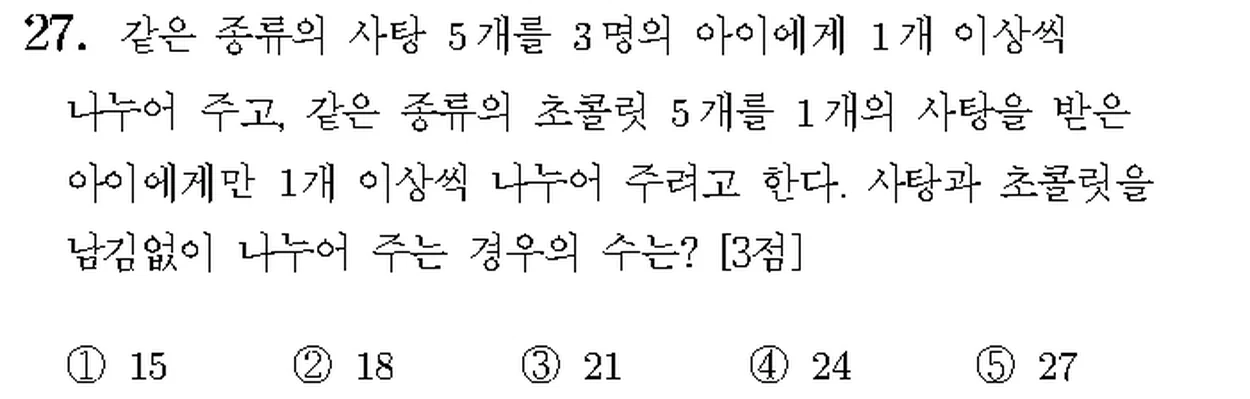 27. 같은 종류의 사탕 5개를 3명의 아이에게 1개 이상씩
나누어 주고, 같은 종류의 초콜릿 5개를 1개의 사탕을 받은
아이에게만 1개 이상씩 나누어 주려고 한다. 사탕과 초콜릿을
남김없이 나누어 주는 경우의 수는? [3점]
① 15 ② 18 ③ 21 ④ 24 ⑤ 27